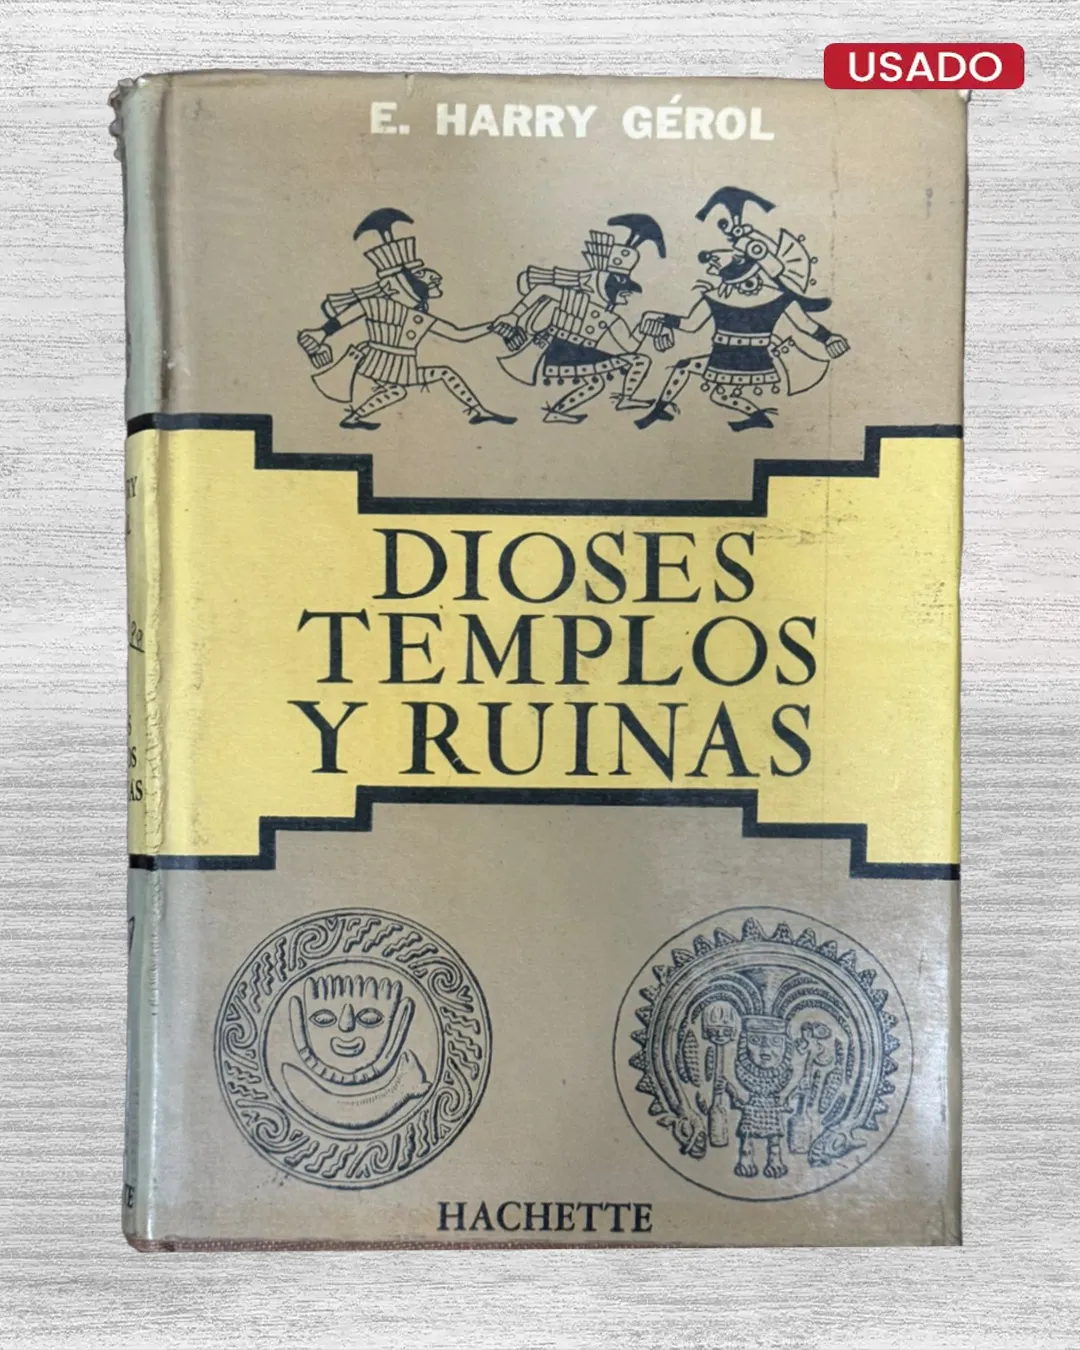 USADO
E. HARRY GÉROL
DIOSES
TEMPLOS
Y RUINAS
HACHETTE